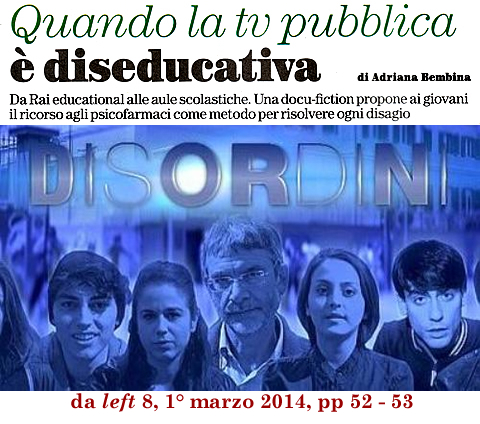 Quando la tv pubblica
è diseducativa
di Adriana Bembina
Da Rai educational alle aule scolastiche. Una docu-fiction propone ai giovani
il ricorso agli psicofarmaci come metodo per risolvere ogni disagio
DISORDINI
da left 8, 1° marzo 2014, pp 52 - 53